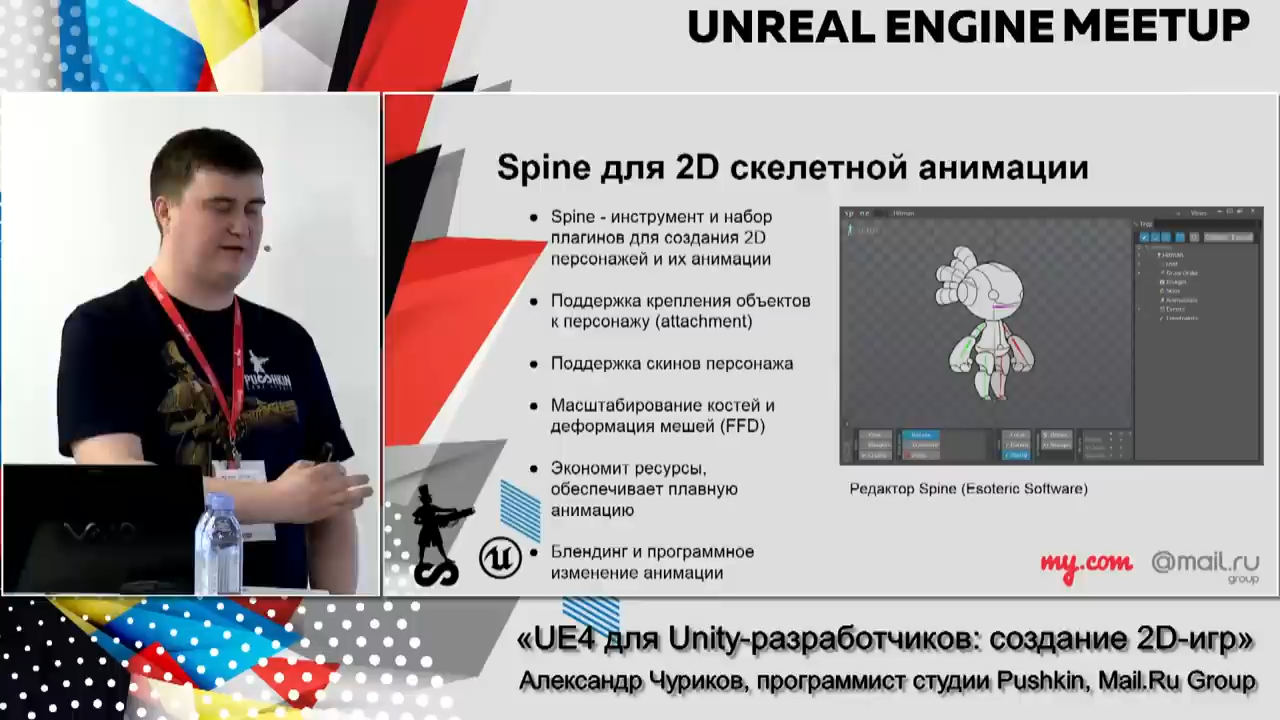 UNREAL ENGINE MEETUP
Spine для 2D скелетной анимации
Spine - инструмент и набор
плагинов для создания 2D
персонажей и их анимации
Поддержка крепления объектов
к персонажу (attachment)
Поддержка скинов персонажа
Масштабирование костей и
деформация мешей (FFD)
Экономит ресурсы,
обеспечивает плавную
анимацию
Блендинг и программное
изменение анимации
Редактор Spine (Esoteric Software)
PUSHKIN
VAIO
my.com
@mail.ru
group
«UE4 для Unity-разработчиков: создание 2D-игр»
Александр Чуриков, программист студии Pushkin, Mail.Ru Group